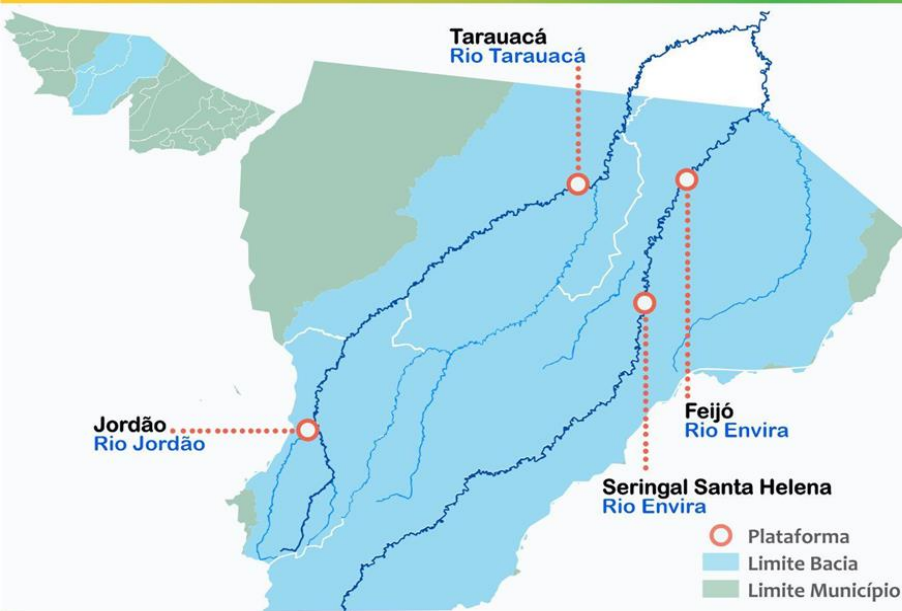 Tarauacá
Rio Tarauacá
Jordão
Rio Jordão
Feijó
Rio Envira
Seringal Santa Helena
Rio Envira
Plataforma
Limite Bacia
Limite Município